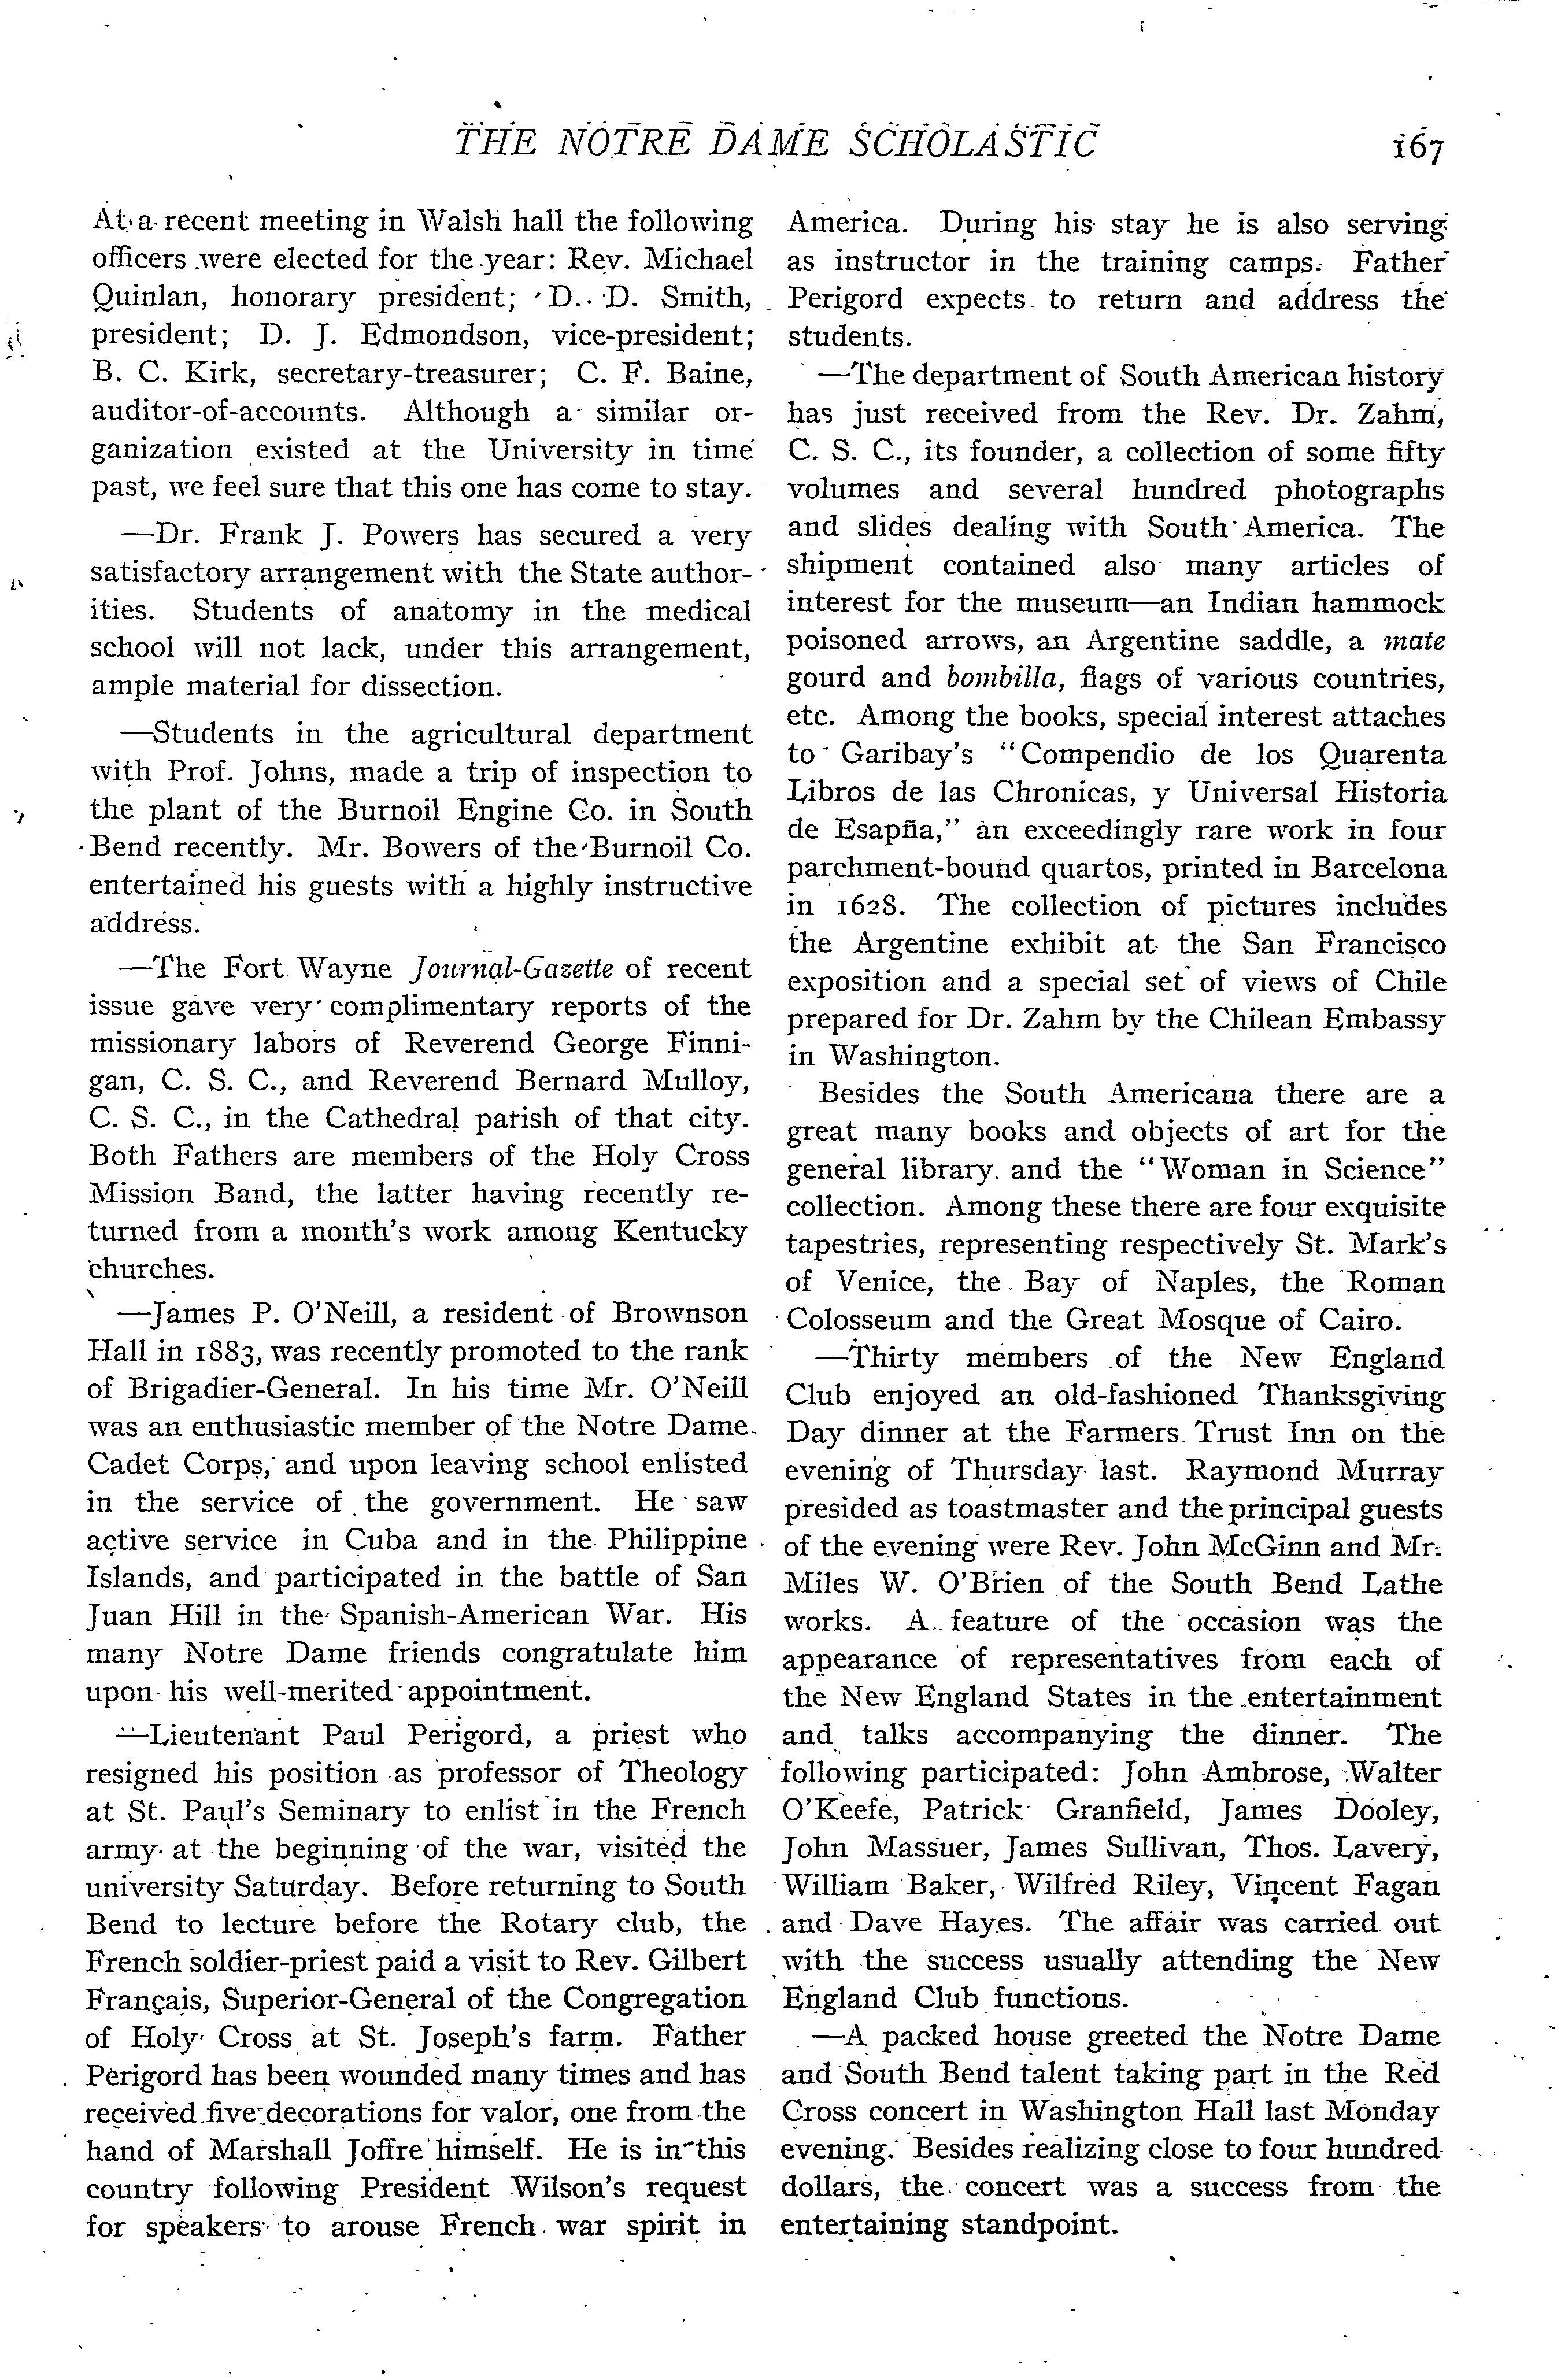 THE NOTRE DAME SCHOLASTIC 167
At a recent meeting in Walsh hall the following
officers were elected for the year: Rev. Michael
Quinlan, honorary president; D. D. Smith,
president; D. J. Edmondson, vice-president;
B. C. Kirk, secretary-treasurer; C. F. Baine,
auditor-of-accounts. Although a similar or-
ganization existed at the University in time
past, we feel sure that this one has come to stay.
—Dr. Frank J. Powers has secured a very
satisfactory arrangement with the State author-
ities. Students of anatomy in the medical
school will not lack, under this arrangement,
ample material for dissection.
—Students in the agricultural department
with Prof. Johns, made a trip of inspection to
the plant of the Burnoil Engine Co. in South
Bend recently. Mr. Bowers of the Burnoil Co.
entertained his guests with a highly instructive
address.
—The Fort Wayne Journal-Gazette of recent
issue gave very complimentary reports of the
missionary labors of Reverend George Finni-
gan, C. S. C., and Reverend Bernard Mulloy,
C. S. C., in the Cathedral parish of that city.
Both Fathers are members of the Holy Cross
Mission Band, the latter having recently re-
turned from a month's work among Kentucky
churches.
—James P. O'Neill, a resident of Brownson
Hall in 1883, was recently promoted to the rank
of Brigadier-General. In his time Mr. O'Neill
was an enthusiastic member of the Notre Dame
Cadet Corps, and upon leaving school enlisted
in the service of the government. He saw
active service in Cuba and in the Philippine
Islands, and participated in the battle of San
Juan Hill in the Spanish-American War. His
many Notre Dame friends congratulate him
upon his well-merited appointment.
—Lieutenant Paul Perigord, a priest who
resigned his position as professor of Theology
at St. Paul's Seminary to enlist in the French
army at the beginning of the war, visited the
university Saturday. Before returning to South
Bend to lecture before the Rotary club, the
French soldier-priest paid a visit to Rev. Gilbert
Français, Superior-General of the Congregation
of Holy Cross at St. Joseph's farm. Father
Perigord has been wounded many times and has
received five decorations for valor, one from the
hand of Marshall Joffre himself. He is in this
country following President Wilson's request
for speakers to arouse French war spirit in
America. During his stay he is also serving
as instructor in the training camps. Father
Perigord expects to return and address the
students.
—The department of South American history
has just received from the Rev. Dr. Zahm,
C. S. C., its founder, a collection of some fifty
volumes and several hundred photographs
and slides dealing with South America. The
shipment contained also many articles of
interest for the museum—an Indian hammock
poisoned arrows, an Argentine saddle, a mate
gourd and bombilla, flags of various countries,
etc. Among the books, special interest attaches
to Garibay's "Compendio de los Quarenta
Libros de las Chronicas, y Universal Historia
de Esapña," an exceedingly rare work in four
parchment-bound quartos, printed in Barcelona
in 1628. The collection of pictures includes
the Argentine exhibit at the San Francisco
exposition and a special set of views of Chile
prepared for Dr. Zahm by the Chilean Embassy
in Washington.
Besides the South Americana there are a
great many books and objects of art for the
general library and the "Woman in Science"
collection. Among these there are four exquisite
tapestries, representing respectively St. Mark's
of Venice, the Bay of Naples, the Roman
Colosseum and the Great Mosque of Cairo.
—Thirty members of the New England
Club enjoyed an old-fashioned Thanksgiving
Day dinner at the Farmers Trust Inn on the
evening of Thursday last. Raymond Murray
presided as toastmaster and the principal guests
of the evening were Rev. John McGinn and Mr.
Miles W. O'Brien of the South Bend Lathe
works. A feature of the occasion was the
appearance of representatives from each of
the New England States in the entertainment
and talks accompanying the dinner. The
following participated: John Ambrose, Walter
O'Keefe, Patrick Granfield, James Dooley,
John Massuer, James Sullivan, Thos. Lavery,
William Baker, Wilfred Riley, Vincent Fagan
and Dave Hayes. The affair was carried out
with the success usually attending the New
England Club functions.
—A packed house greeted the Notre Dame
and South Bend talent taking part in the Red
Cross concert in Washington Hall last Monday
evening. Besides realizing close to four hundred
dollars, the concert was a success from the
entertaining standpoint.